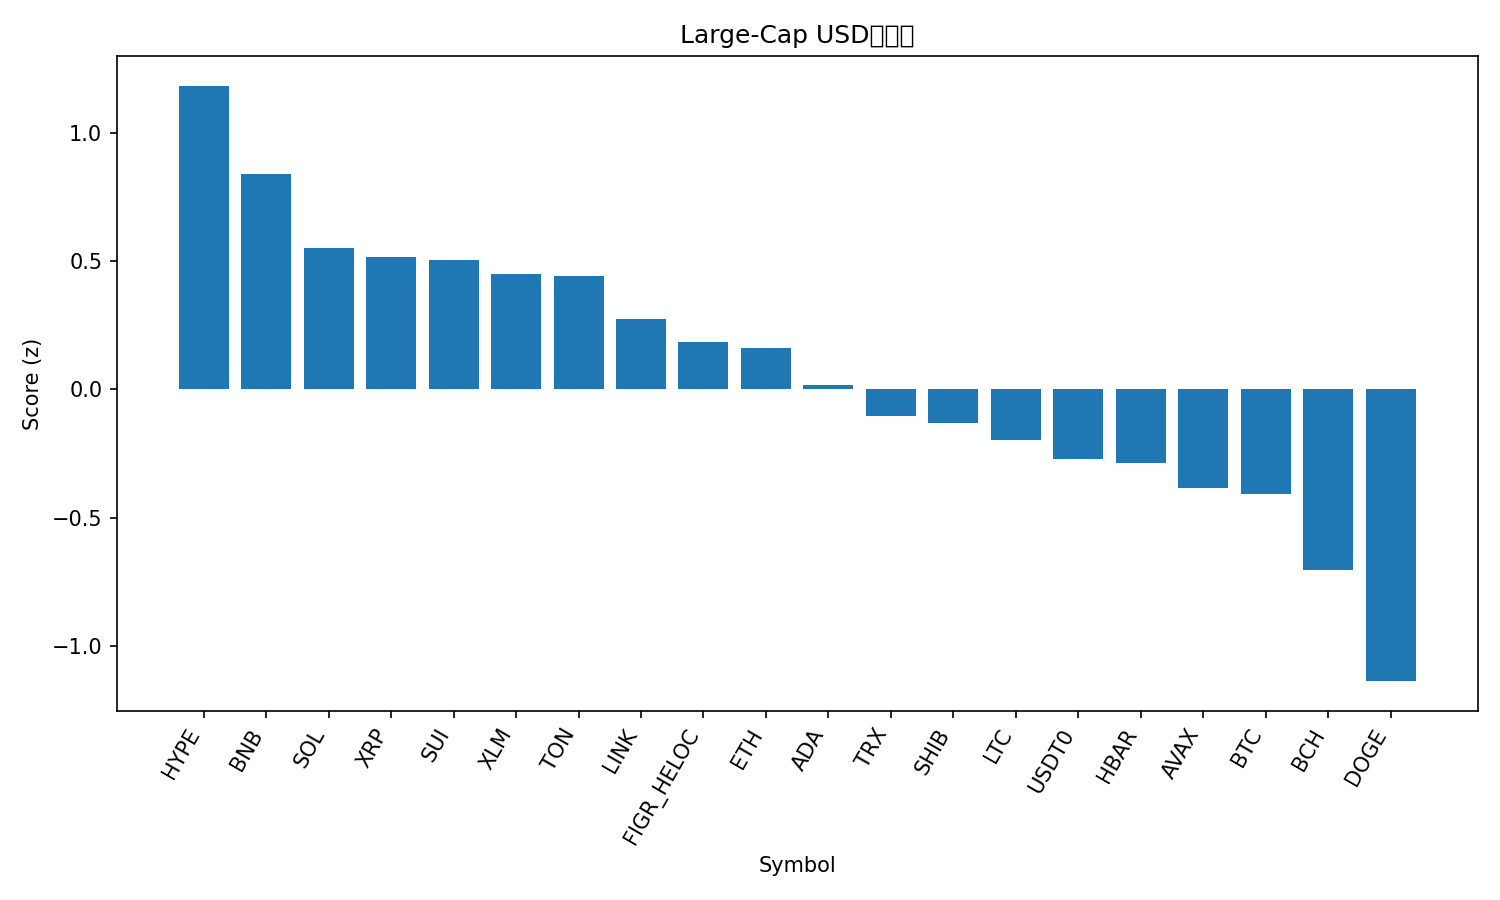 Large-Cap USD
Score (z)
1.0
0.5
0.0
−0.5
−1.0
HYPE
BNB
SOL
XRP
SUI
XLM
TON
LINK
FIGR_HELOC
ETH
ADA
TRX
SHIB
LTC
USDT0
HBAR
AVAX
BTC
BCH
DOGE
Symbol